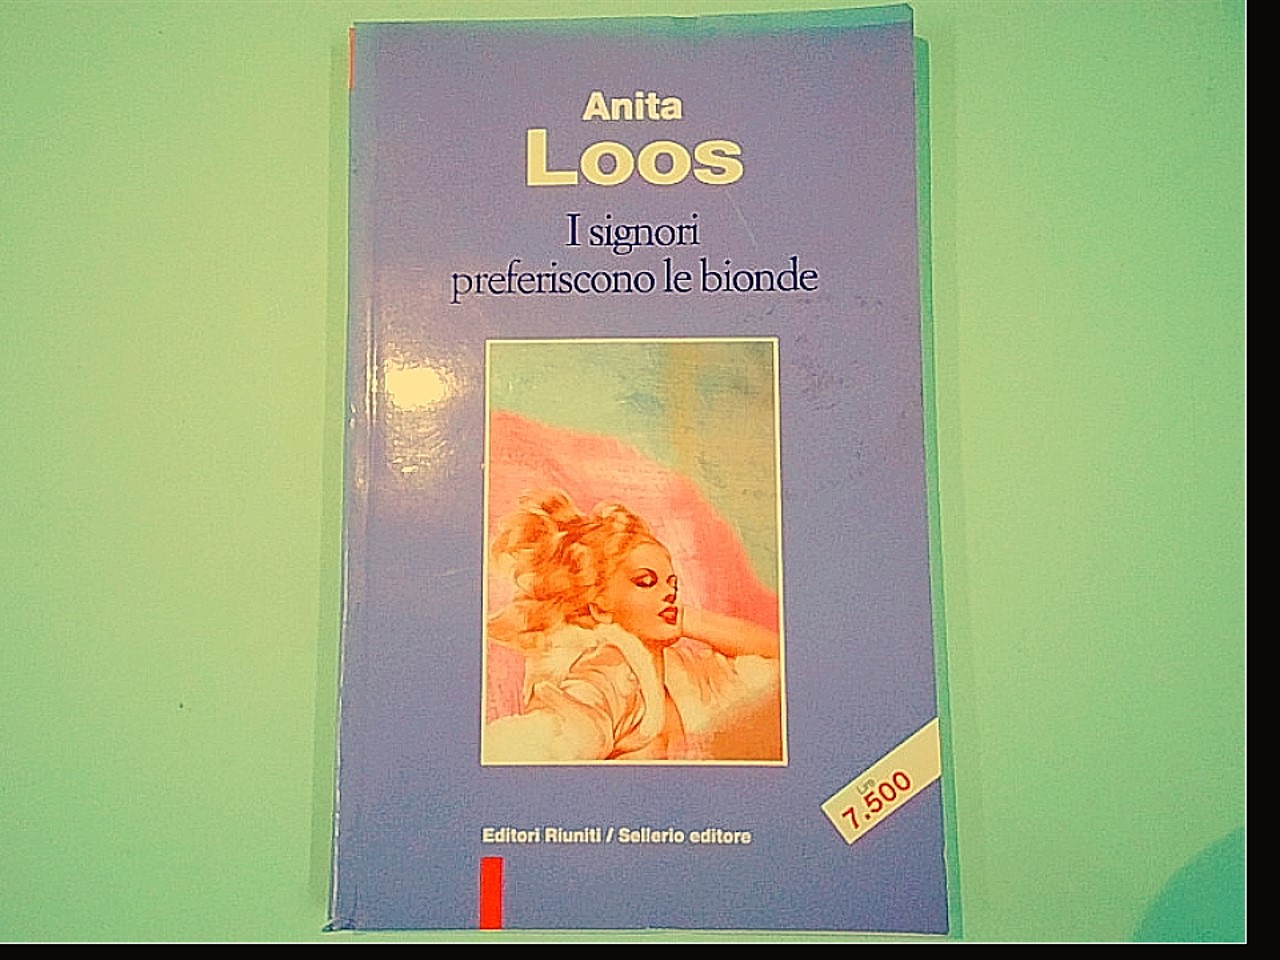 Anita
Loos
I signori
preferiscono le bionde
Lire
7.500
Editori Riuniti / Sellerio editore